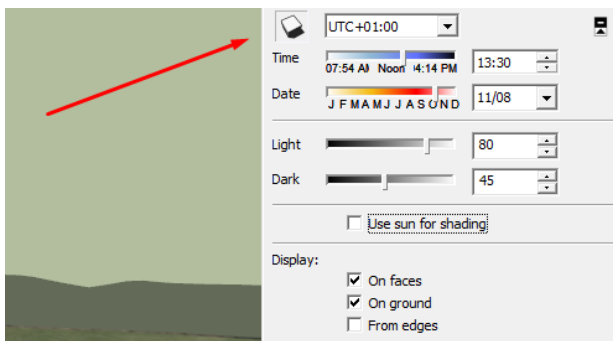 UTC+01:00
Time 07:54 AM Noon 04:14 PM 13:30
Date J F M A M J J A S O N D 11/08
Light 80
Dark 45
Use sun for shading
Display:
On faces
On ground
From edges